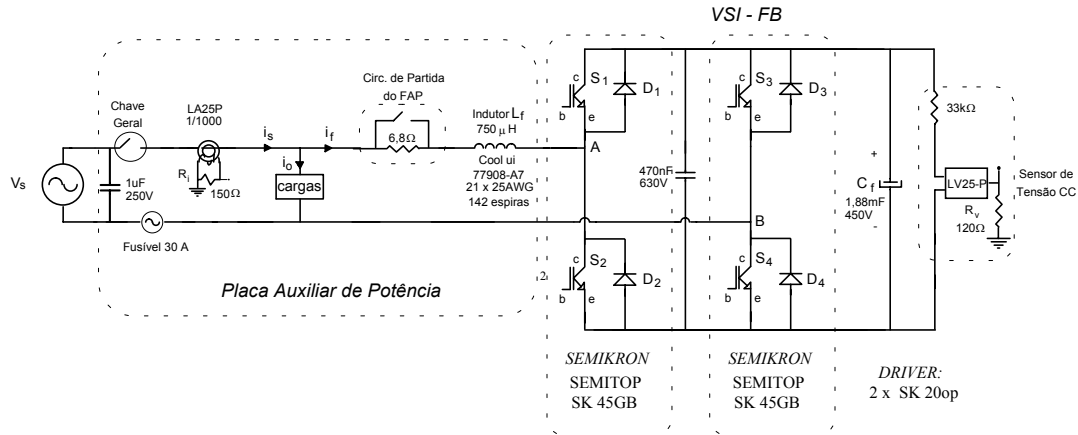 VSI - FB
Circ. de Partida
do FAP
Chave
Geral
LA25P
1/1000
Indutor Lf
750 μ H
6,8Ω
is
if
io
cargas
Ri
150Ω
Vs
1uF
250V
Fusível 30 A
Cool ui
77908-A7
21 x 25AWG
142 espiras
Placa Auxiliar de Potência
c
S1
D1
b
e
A
c
S3
D3
b
e
B
470nF
630V
2
c
S2
D2
b
e
c
S4
D4
b
e
+
Cf
1,88mF
450V
-
33kΩ
LV25-P
Rv
120Ω
Sensor de
Tensão CC
SEMIKRON
SEMITOP
SK 45GB
SEMIKRON
SEMITOP
SK 45GB
DRIVER:
2 x SK 20op